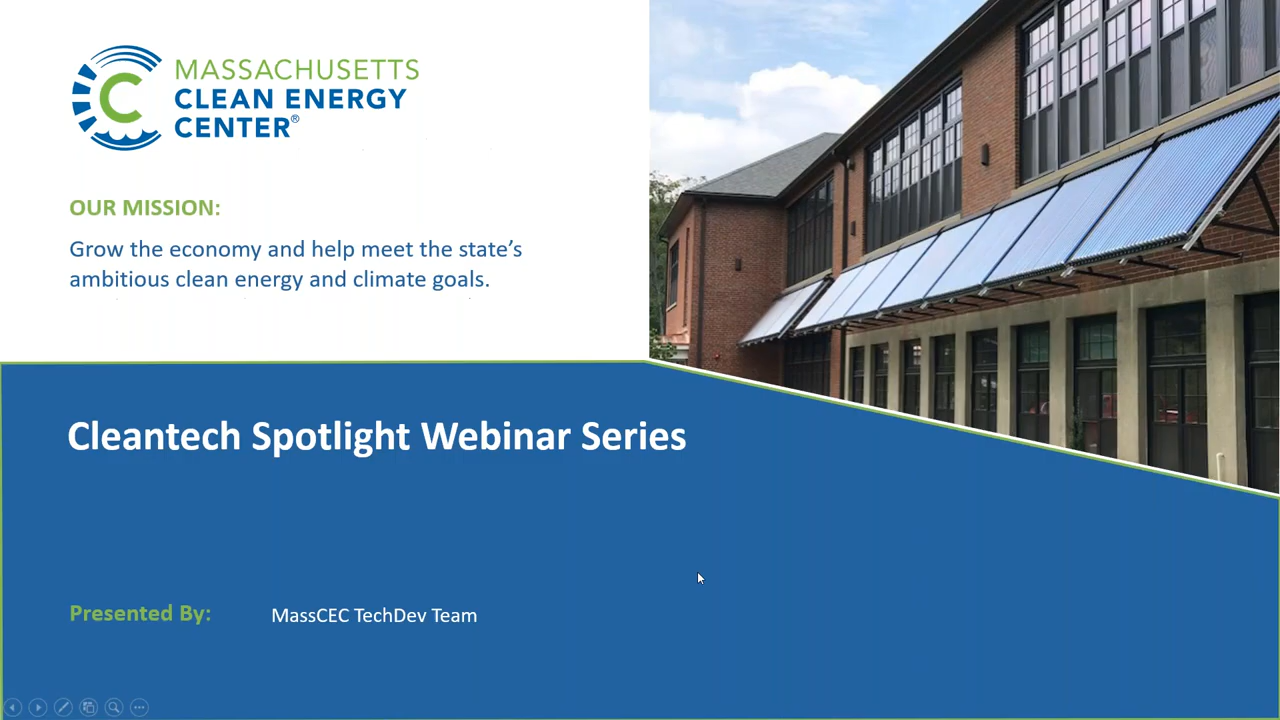 MASSACHUSETTS
CLEAN ENERGY
CENTER®
OUR MISSION:
Grow the economy and help meet the state’s
ambitious clean energy and climate goals.
Cleantech Spotlight Webinar Series
Presented By: MassCEC TechDev Team